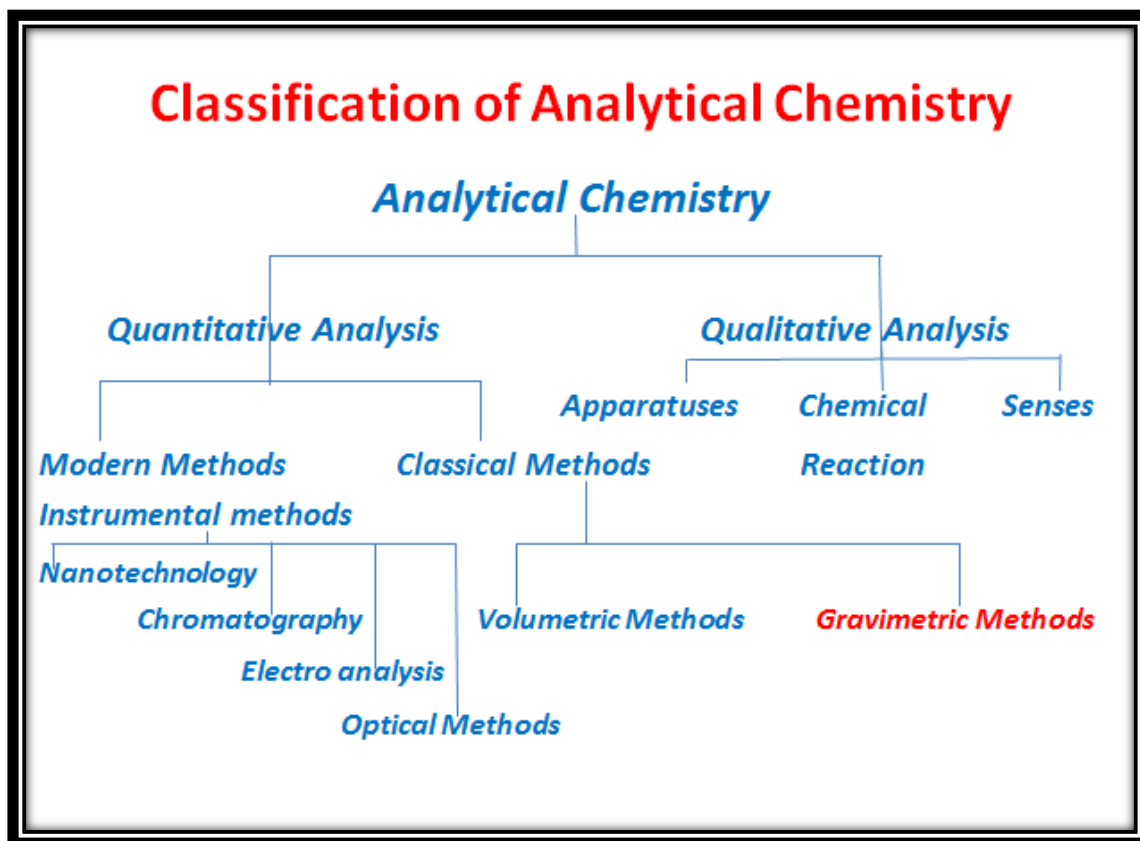 Classification of Analytical Chemistry
Analytical Chemistry
Quantitative Analysis
Qualitative Analysis
Apparatuses
Chemical
Senses
Modern Methods
Classical Methods
Reaction
Instrumental methods
Nanotechnology
Chromatography
Volumetric Methods
Gravimetric Methods
Electro analysis
Optical Methods